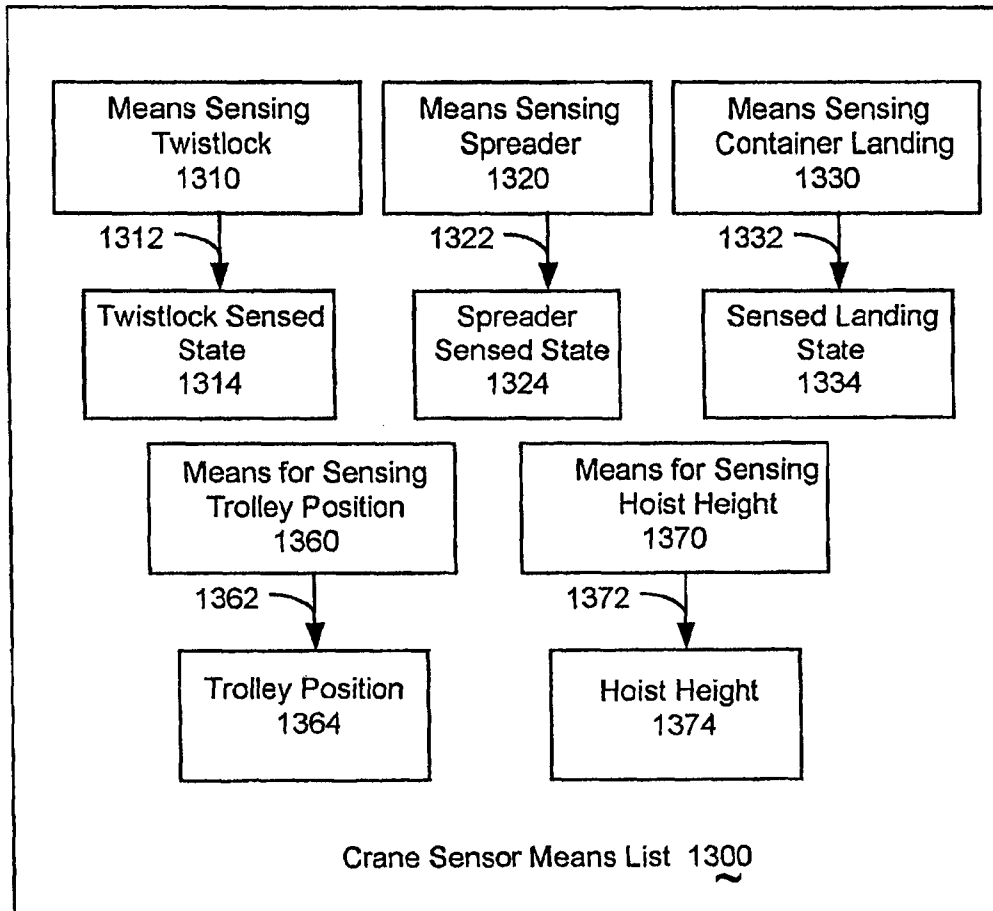 Means Sensing
Twistlock
1310
Means Sensing
Spreader
1320
Means Sensing
Container Landing
1330
1312
1322
1332
Twistlock Sensed
State
1314
Spreader
Sensed State
1324
Sensed Landing
State
1334
Means for Sensing
Trolley Position
1360
Means for Sensing
Hoist Height
1370
1362
1372
Trolley Position
1364
Hoist Height
1374
Crane Sensor Means List 1300